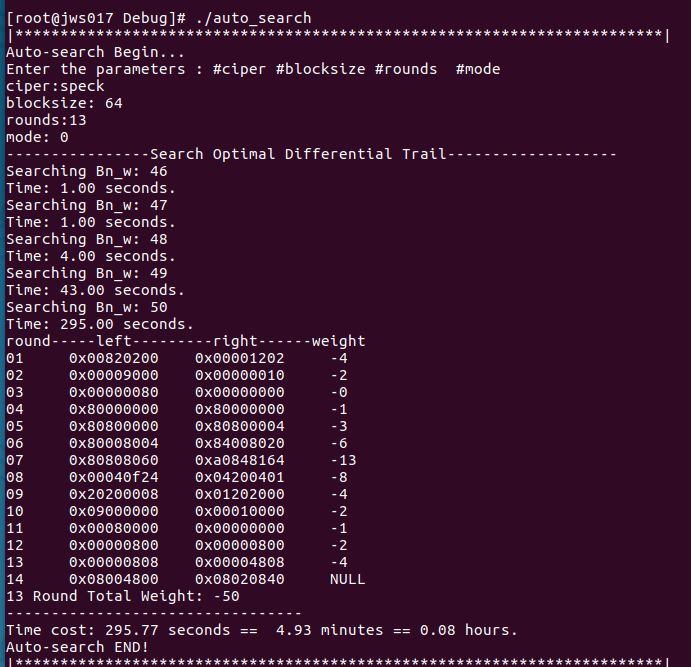 [root@jws017 Debug]# ./auto_search
|************************************************************************|
Auto-search Begin...
Enter the parameters : #ciper #blocksize #rounds  #mode
ciper:speck
blocksize: 64
rounds:13
mode: 0
----------------Search Optimal Differential Trail-------------------
Searching Bn_w: 46
Time: 1.00 seconds.
Searching Bn_w: 47
Time: 1.00 seconds.
Searching Bn_w: 48
Time: 4.00 seconds.
Searching Bn_w: 49
Time: 43.00 seconds.
Searching Bn_w: 50
Time: 295.00 seconds.
round-----left---------right------weight
01     0x00820200    0x00001202     -4
02     0x00009000    0x00000010     -2
03     0x00000080    0x00000000     -0
04     0x80000000    0x80000000     -1
05     0x80800000    0x80800004     -3
06     0x80008004    0x84008020     -6
07     0x80808060    0xa0848164     -13
08     0x00040f24    0x04200401     -8
09     0x20200008    0x01202000     -4
10     0x09000000    0x00010000     -2
11     0x00080000    0x00000000     -1
12     0x00000800    0x00000800     -2
13     0x00000808    0x00004808     -4
14     0x08004800    0x08020840     NULL
13 Round Total Weight: -50
---------------------------------
Time cost: 295.77 seconds ==  4.93 minutes == 0.08 hours.
Auto-search END!
|************************************************************************|